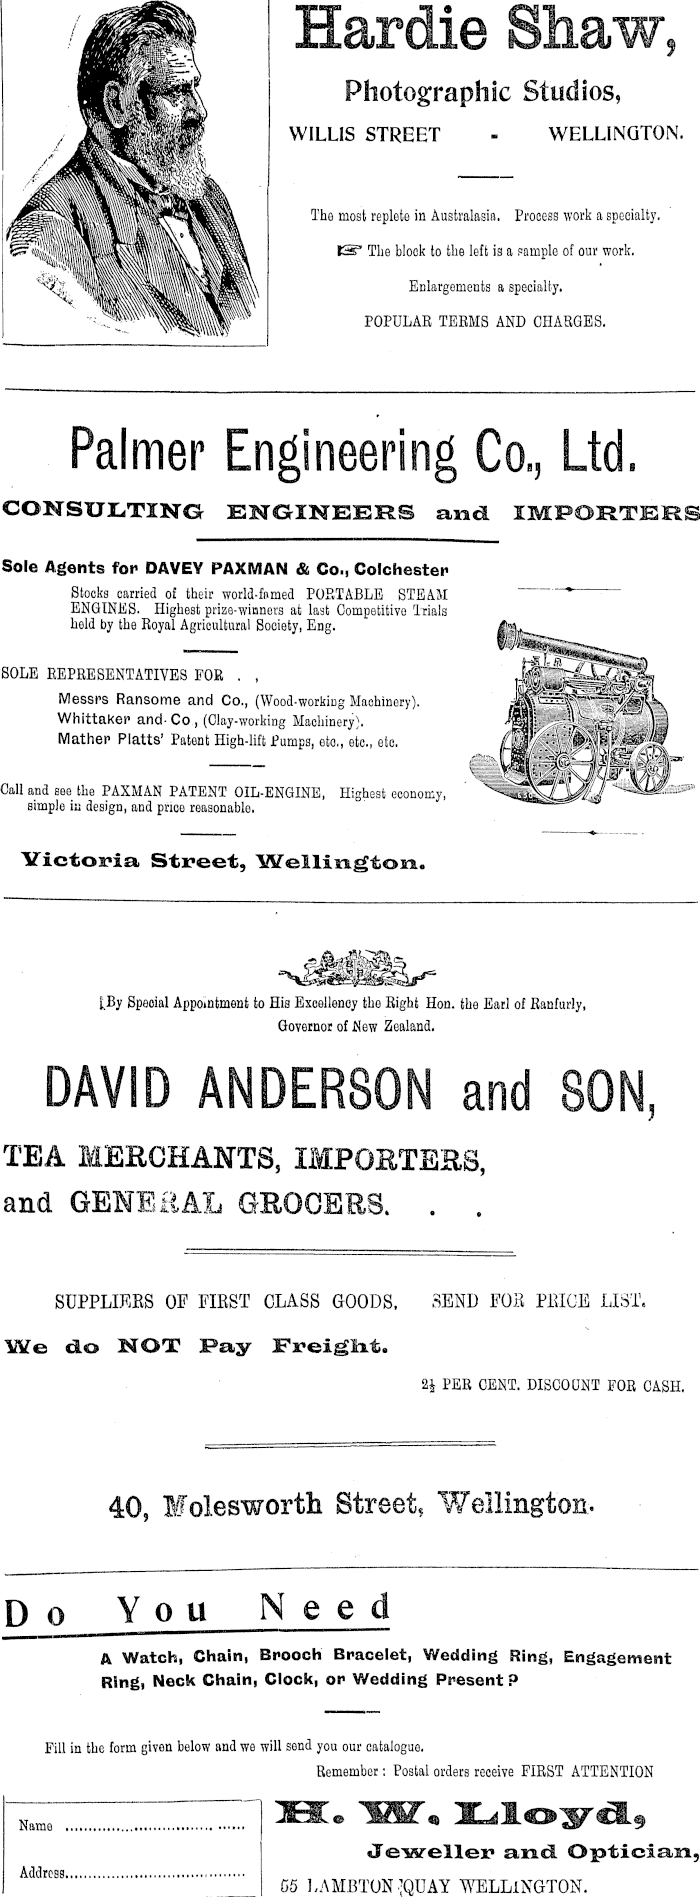 Hardie Shaw,
Photographic Studios,
WILLIS STREET - WELLINGTON.
The most replete in Australasia. Process work a specialty.
☞ The block to the left is a sample of our work.
Enlargements a specialty.
POPULAR TERMS AND CHARGES.
Palmer Engineering Co., Ltd.
CONSULTING ENGINEERS and IMPORTERS
Sole Agents for DAVEY PAXMAN & Co., Colchester
Stocks carried of their world-famed PORTABLE STEAM
ENGINES. Highest prize-winners at last Competitive Trials
held by the Royal Agricultural Society, Eng.
SOLE REPRESENTATIVES FOR . ,
Messrs Ransome and Co., (Wood-working Machinery).
Whittaker and Co , (Clay-working Machinery).
Mather Platts' Patent High-lift Pumps, etc., etc., etc.
Call and see the PAXMAN PATENT OIL-ENGINE, Highest economy,
simple in design, and price reasonable.
Victoria Street, Wellington.
By Special Appointment to His Excellency the Right Hon. the Earl of Ranfurly,
Governor of New Zealand.
DAVID ANDERSON and SON,
TEA MERCHANTS, IMPORTERS,
and GENERAL GROCERS. . .
SUPPLIERS OF FIRST CLASS GOODS, SEND FOR PRICE LIST.
We do NOT Pay Freight.
2½ PER CENT. DISCOUNT FOR CASH.
40, Molesworth Street, Wellington.
Do You Need
A Watch, Chain, Brooch Bracelet, Wedding Ring, Engagement
Ring, Neck Chain, Clock, or Wedding Present?
Fill in the form given below and we will send you our catalogue.
Remember: Postal orders receive FIRST ATTENTION
Name ....................................
H. W. Lloyd,
Jeweller and Optician,
Address....................................
55 LAMBTON QUAY WELLINGTON.